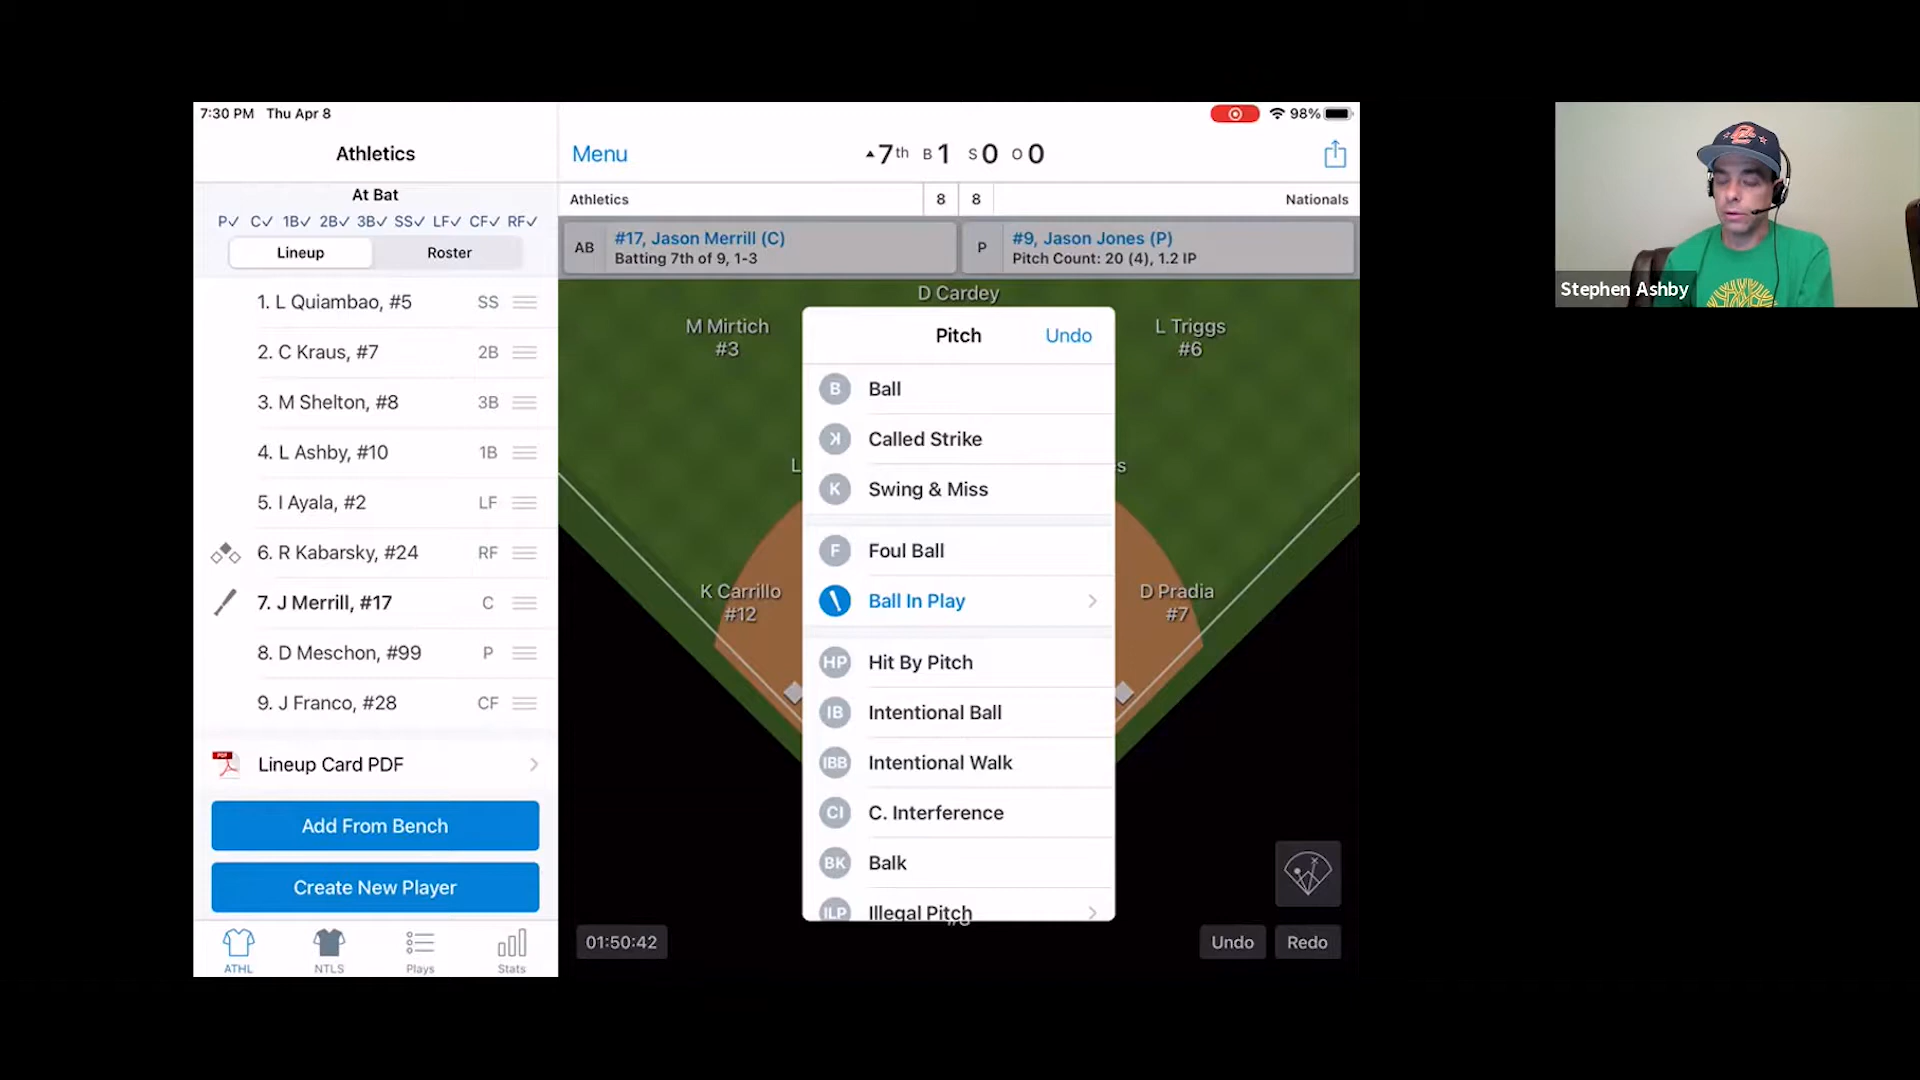 7:30 PM Thu Apr 8
98%
Athletics
At Bat
P✓ C✓ 1B✓ 2B✓ 3B✓ SS✓ LF✓ CF✓ RF✓
Lineup Roster
1. L Quiambao, #5 SS
2. C Kraus, #7 2B
3. M Shelton, #8 3B
4. L Ashby, #10 1B
5. I Ayala, #2 LF
6. R Kabarsky, #24 RF
7. J Merrill, #17 C
8. D Meschon, #99 P
9. J Franco, #28 CF
PDF
Lineup Card PDF
Add From Bench
Create New Player
ATHL NTLS Plays Stats
Menu
▲7th B 1 S 0 O 0
Athletics 8 8 Nationals
AB
#17, Jason Merrill (C)
Batting 7th of 9, 1-3
P
#9, Jason Jones (P)
Pitch Count: 20 (4), 1.2 IP
D Cardey
M Mirtich
#3
L Triggs
#6
L
s
K Carrillo
#12
D Pradia
#7
Pitch Undo
B Ball
K Called Strike
K Swing & Miss
F Foul Ball
Ball In Play
HP Hit By Pitch
IB Intentional Ball
IBB Intentional Walk
CI C. Interference
BK Balk
ILP Illegal Pitch
01:50:42
Undo Redo
Stephen Ashby